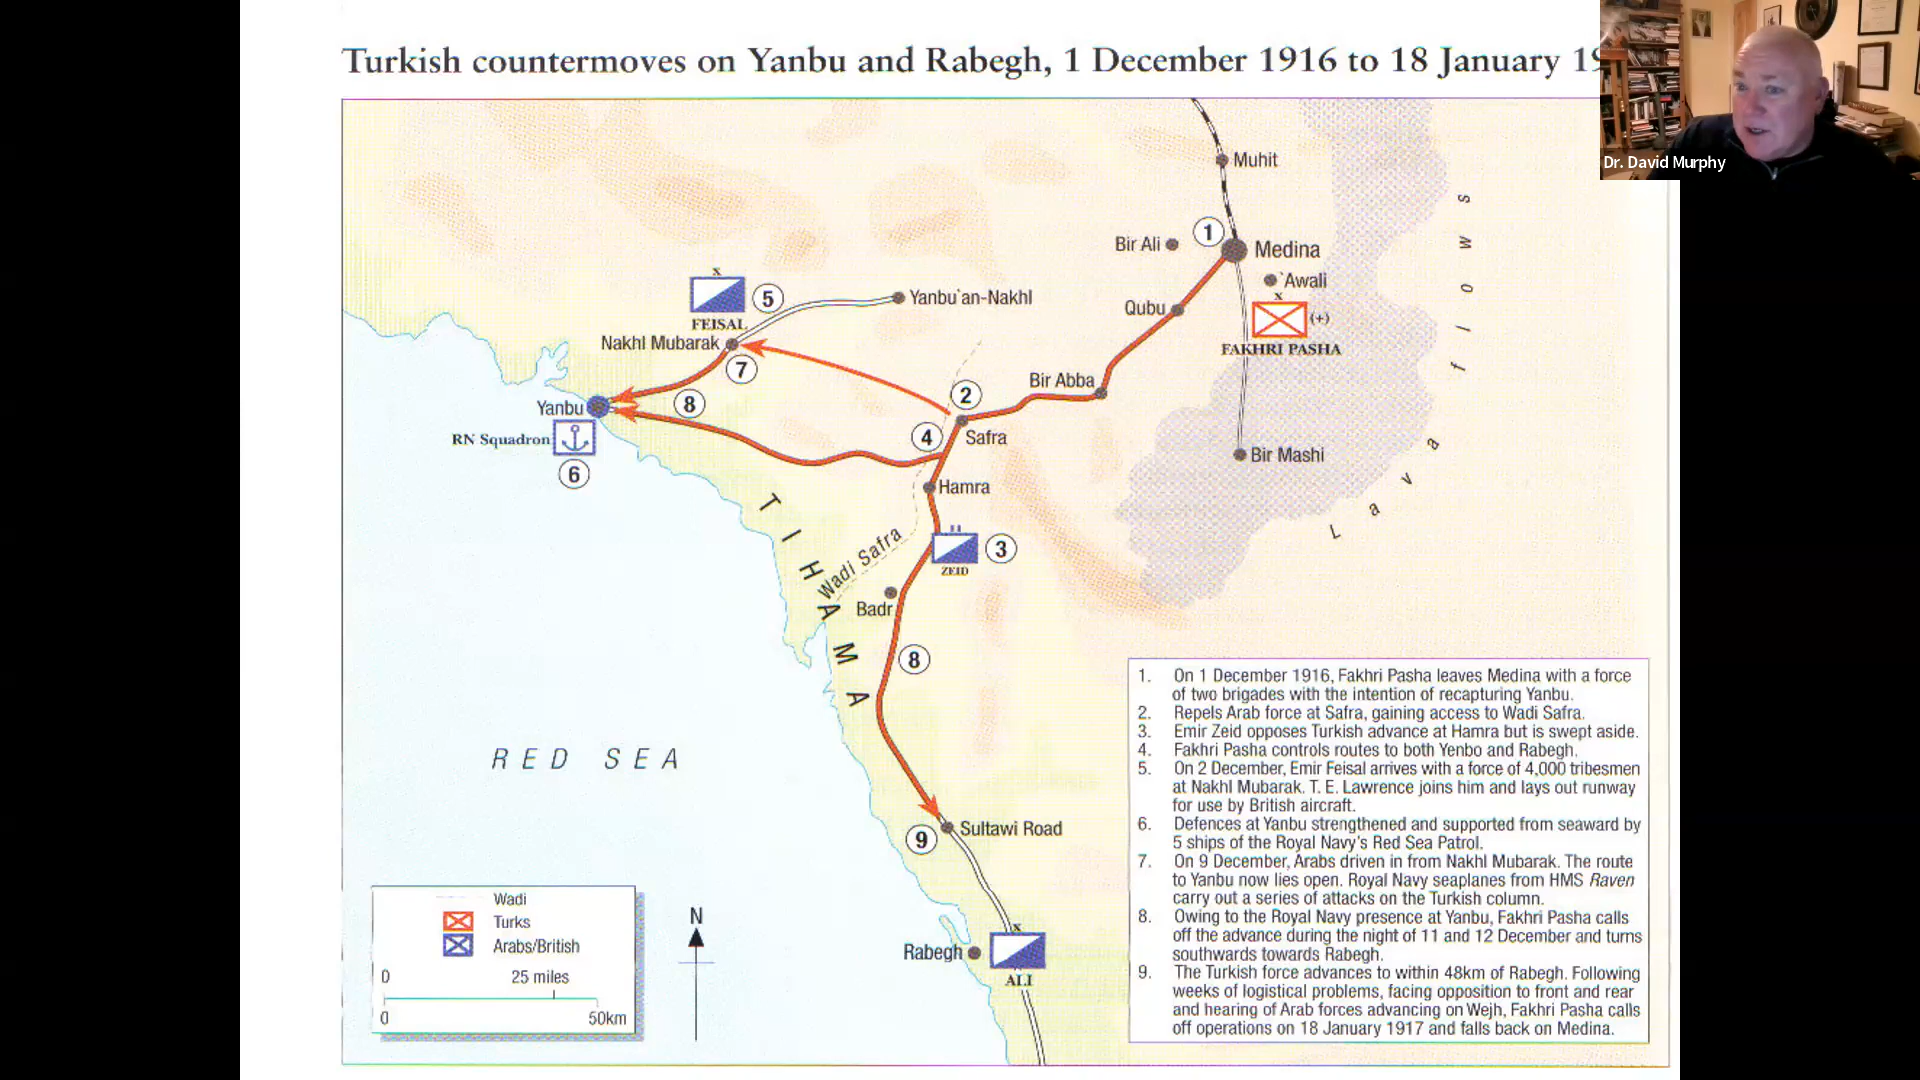 Turkish countermoves on Yanbu and Rabegh, 1 December 1916 to 18 January 19
Dr. David Murphy
Muhit
Bir Ali
1
Medina
`Awali
x
(+)
FAKHRI PASHA
Qubu
x
5
FEISAL
Yanbu`an-Nakhl
Nakhl Mubarak
7
Bir Abba
2
8
Yanbu
4
Safra
RN Squadron
6
Bir Mashi
Hamra
Lava flows
TIHAMA
Wadi Safra
II
3
ZEID
Badr
8
RED SEA
Sultawi Road
9
Rabegh
x
ALI
N
Wadi
Turks
Arabs/British
0 25 miles
0 50km
1. On 1 December 1916, Fakhri Pasha leaves Medina with a force
of two brigades with the intention of recapturing Yanbu.
2. Repels Arab force at Safra, gaining access to Wadi Safra.
3. Emir Zeid opposes Turkish advance at Hamra but is swept aside.
4. Fakhri Pasha controls routes to both Yenbo and Rabegh.
5. On 2 December, Emir Feisal arrives with a force of 4,000 tribesmen
at Nakhl Mubarak. T. E. Lawrence joins him and lays out runway
for use by British aircraft.
6. Defences at Yanbu strengthened and supported from seaward by
5 ships of the Royal Navy's Red Sea Patrol.
7. On 9 December, Arabs driven in from Nakhl Mubarak. The route
to Yanbu now lies open. Royal Navy seaplanes from HMS Raven
carry out a series of attacks on the Turkish column.
8. Owing to the Royal Navy presence at Yanbu, Fakhri Pasha calls
off the advance during the night of 11 and 12 December and turns
southwards towards Rabegh.
9. The Turkish force advances to within 48km of Rabegh. Following
weeks of logistical problems, facing opposition to front and rear
and hearing of Arab forces advancing on Wejh, Fakhri Pasha calls
off operations on 18 January 1917 and falls back on Medina.